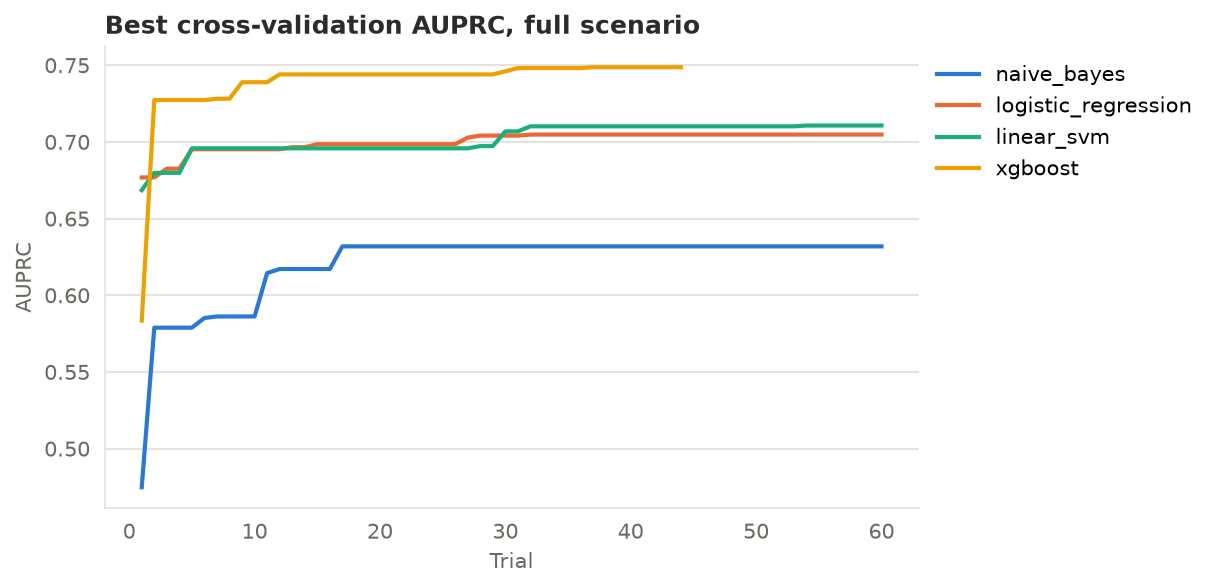 Best cross-validation AUPRC, full scenario
0.75
0.70
0.65
0.60
0.55
0.50
AUPRC
0 10 20 30 40 50 60
Trial
naive_bayes
logistic_regression
linear_svm
xgboost